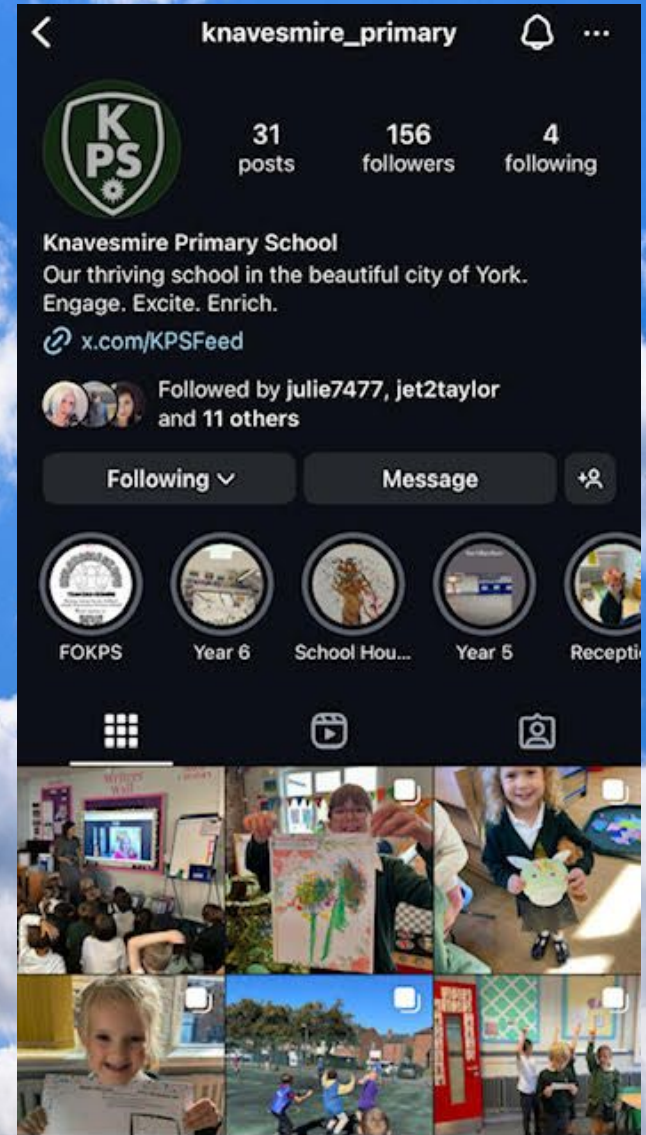 knavesmire_primary
K
PS
31
posts
156
followers
4
following
Knavesmire Primary School
Our thriving school in the beautiful city of York.
Engage. Excite. Enrich.
x.com/KPSFeed
Followed by julie7477, jet2taylor
and 11 others
Following
Message
FOKPS
Year 6
School Hou...
Year 5
Recepti
Writers
Wall